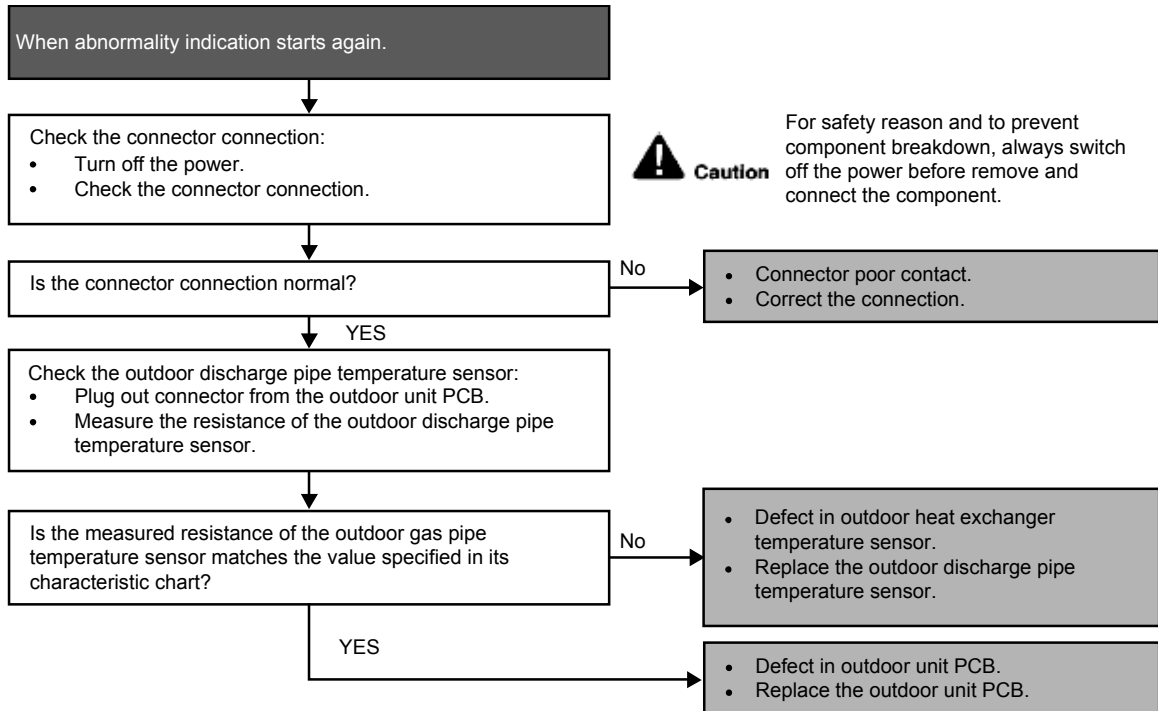 When abnormality indication starts again.
Check the connector connection:
• Turn off the power.
• Check the connector connection.
For safety reason and to prevent
component breakdown, always switch
off the power before remove and
connect the component.
Caution
Is the connector connection normal?
No
• Connector poor contact.
• Correct the connection.
YES
Check the outdoor discharge pipe temperature sensor:
• Plug out connector from the outdoor unit PCB.
• Measure the resistance of the outdoor discharge pipe
temperature sensor.
Is the measured resistance of the outdoor gas pipe
temperature sensor matches the value specified in its
characteristic chart?
No
• Defect in outdoor heat exchanger
temperature sensor.
• Replace the outdoor discharge pipe
temperature sensor.
YES
• Defect in outdoor unit PCB.
• Replace the outdoor unit PCB.